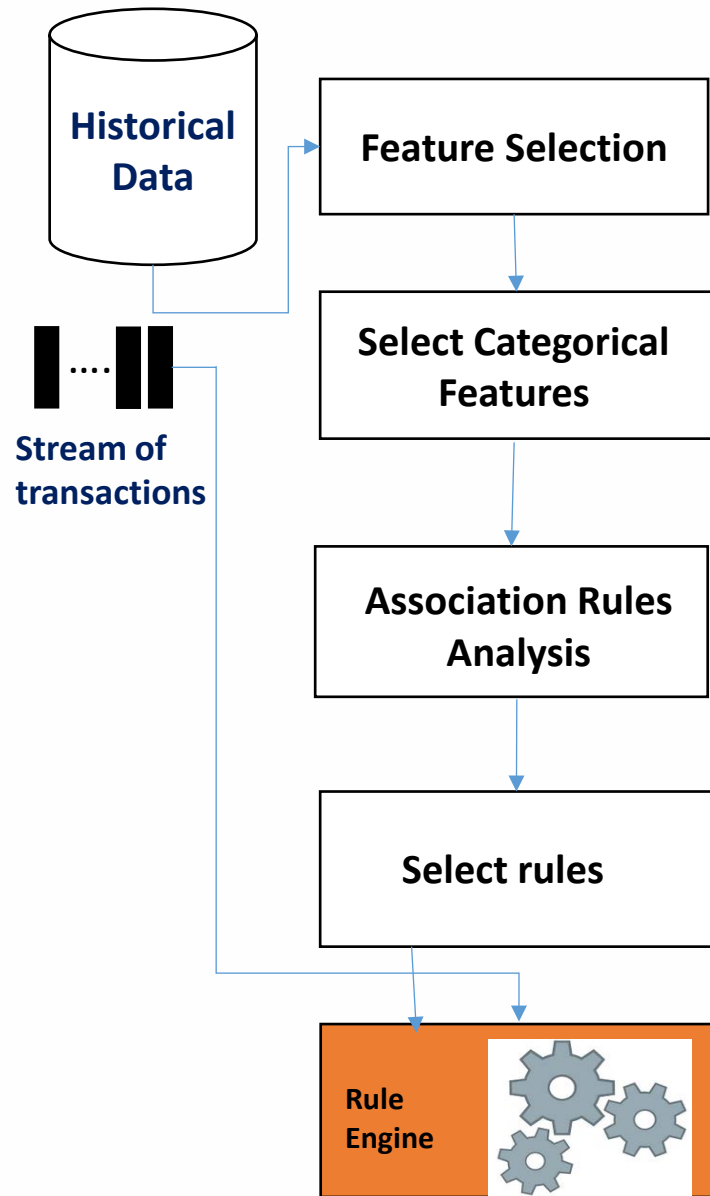 Historical
Data
Feature Selection
Select Categorical
Features
....
Stream of
transactions
Association Rules
Analysis
Select rules
Rule
Engine